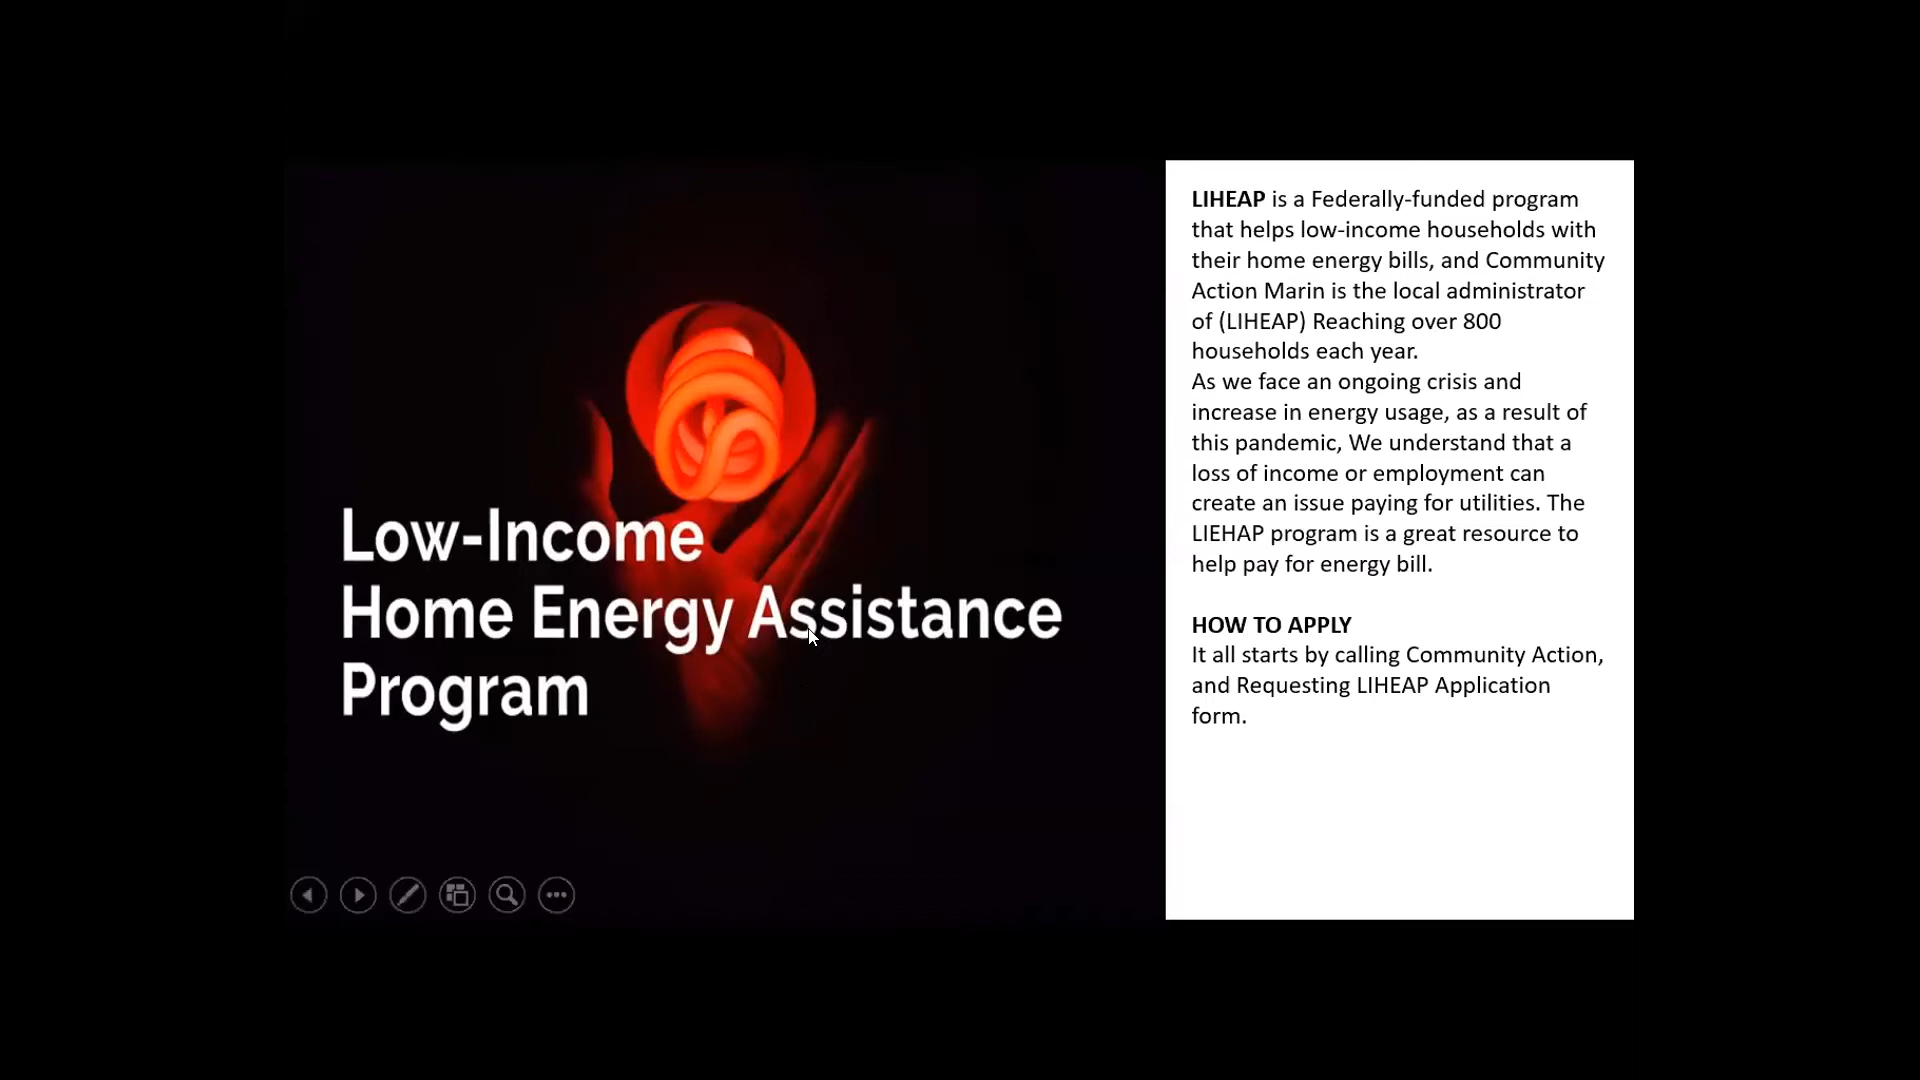 Low-Income
Home Energy Assistance
Program
LIHEAP is a Federally-funded program
that helps low-income households with
their home energy bills, and Community
Action Marin is the local administrator
of (LIHEAP) Reaching over 800
households each year.
As we face an ongoing crisis and
increase in energy usage, as a result of
this pandemic, We understand that a
loss of income or employment can
create an issue paying for utilities. The
LIEHAP program is a great resource to
help pay for energy bill.
HOW TO APPLY
It all starts by calling Community Action,
and Requesting LIHEAP Application
form.